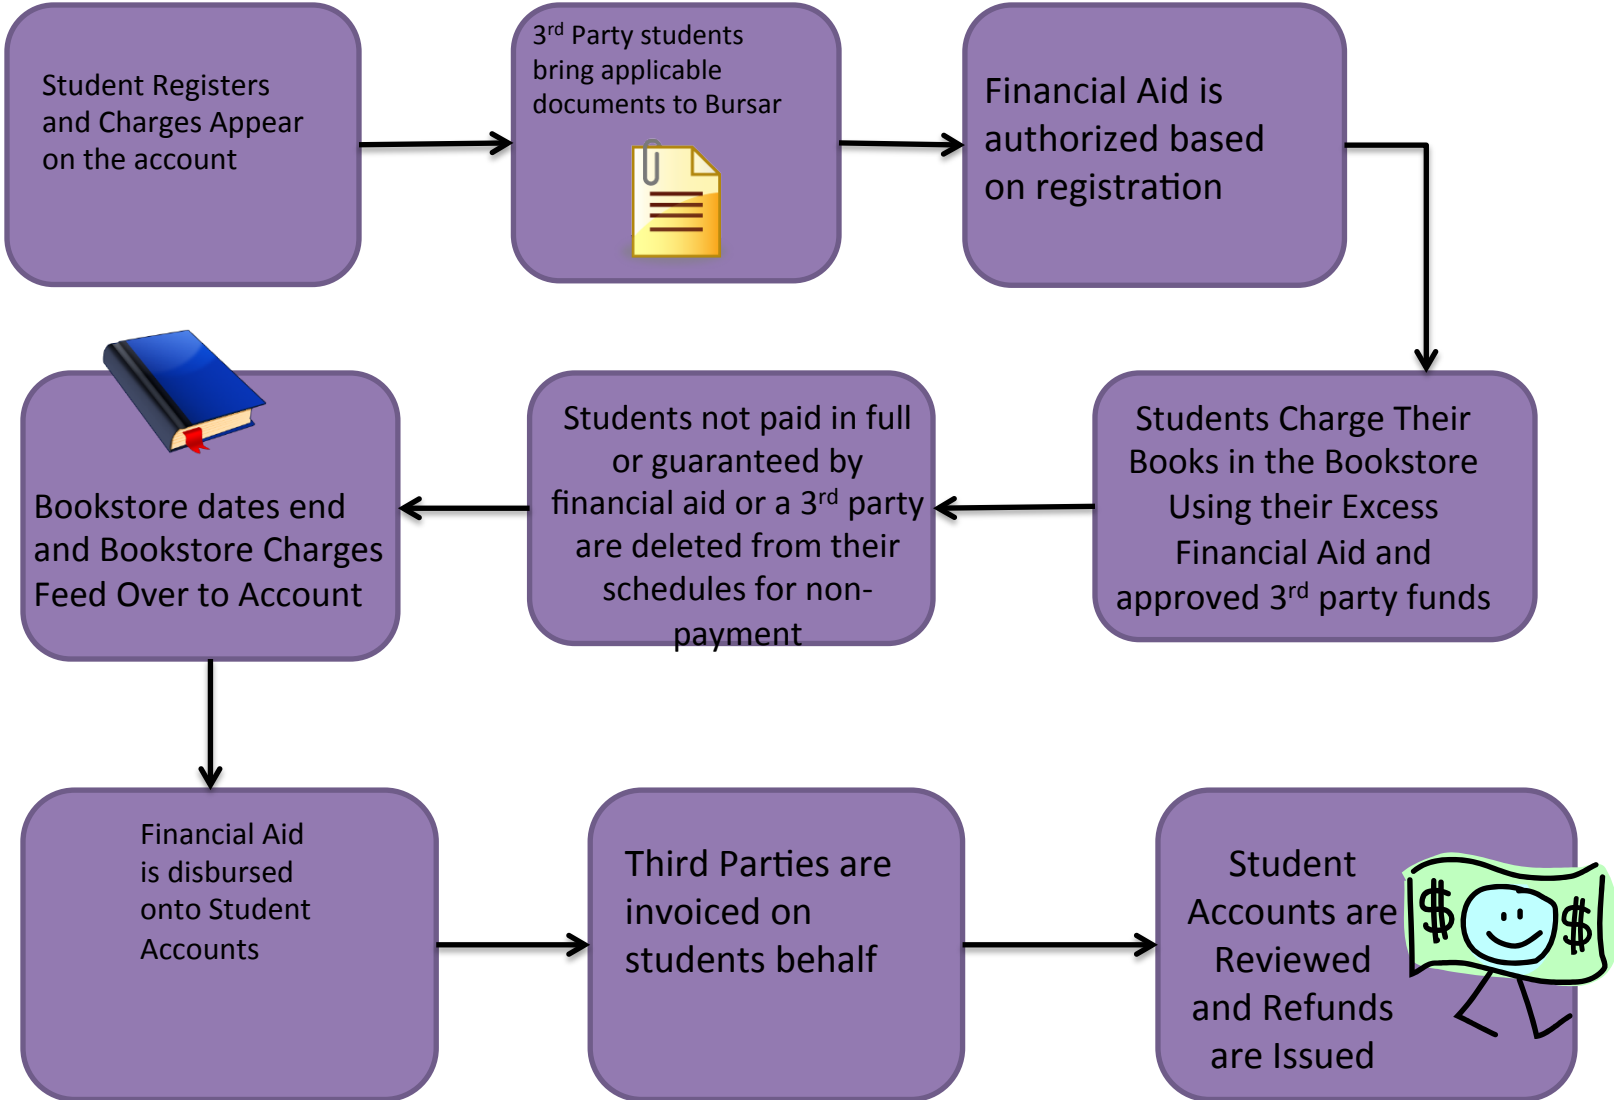 Student Registers
and Charges Appear
on the account
3rd Party students
bring applicable
documents to Bursar
Financial Aid is
authorized based
on registration
Students Charge Their
Books in the Bookstore
Using their Excess
Financial Aid and
approved 3rd party funds
Students not paid in full
or guaranteed by
financial aid or a 3rd party
are deleted from their
schedules for non-
payment
Bookstore dates end
and Bookstore Charges
Feed Over to Account
Financial Aid
is disbursed
onto Student
Accounts
Third Parties are
invoiced on
students behalf
Student
Accounts are
Reviewed
and Refunds
are Issued
$ $